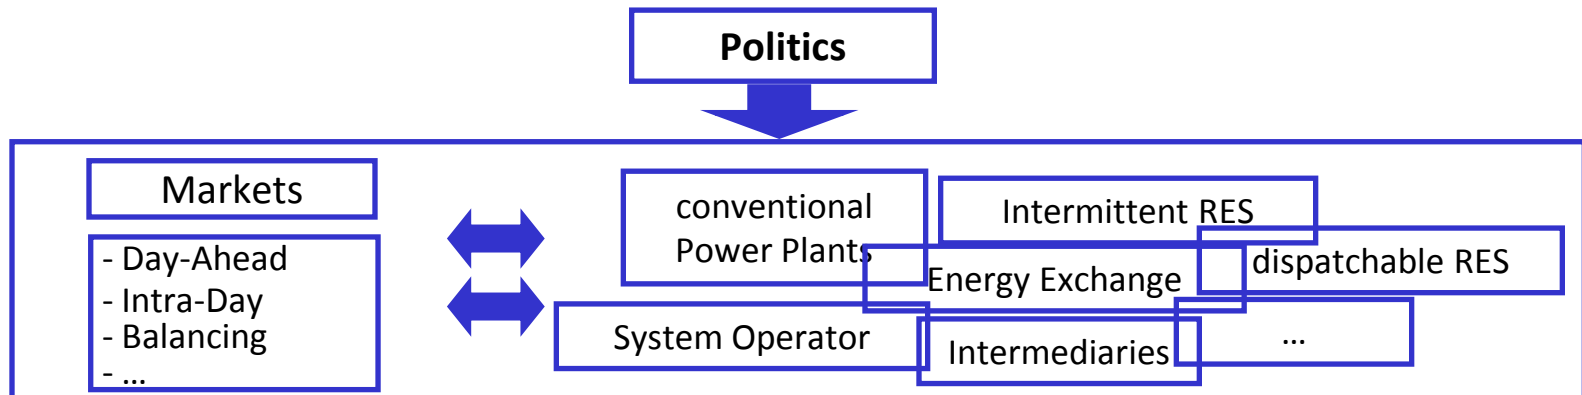 Politics
Markets
- Day-Ahead
- Intra-Day
- Balancing
- ...
conventional
Power Plants
Intermittent RES
dispatchable RES
Energy Exchange
System Operator
Intermediaries
...